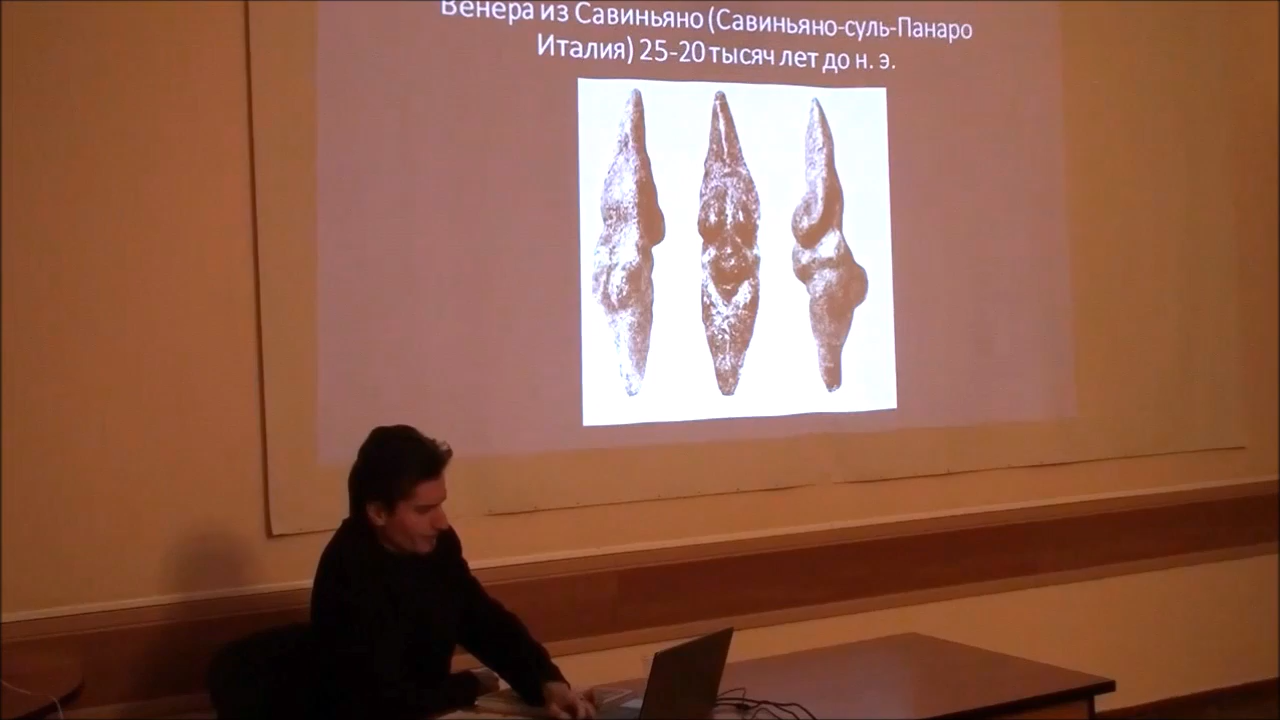 Венера из Савиньяно (Савиньяно-суль-Панаро
Италия) 25-20 тысяч лет до н. э.